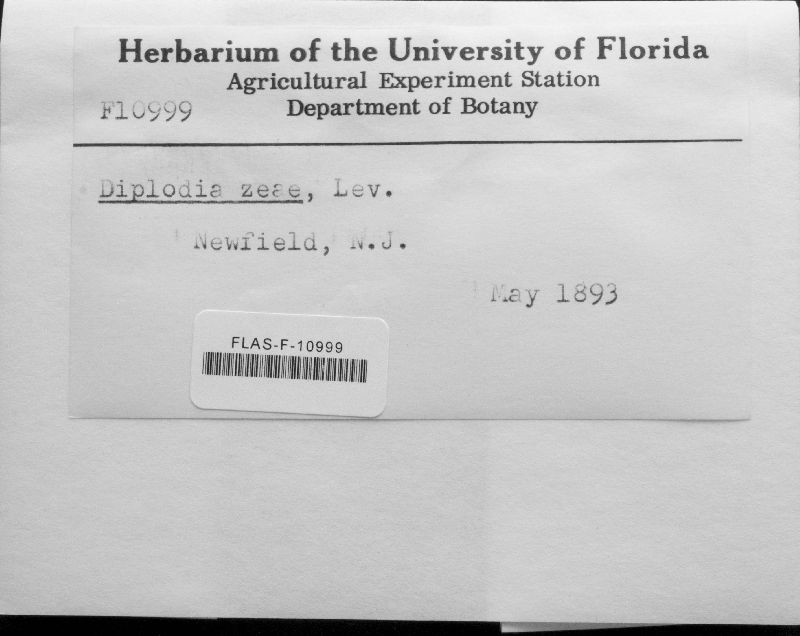 Herbarium of the University of Florida
Agricultural Experiment Station
F10999 Department of Botany
Diplodia zeae, Lev.
Newfield, N.J.
May 1893
FLAS-F-10999